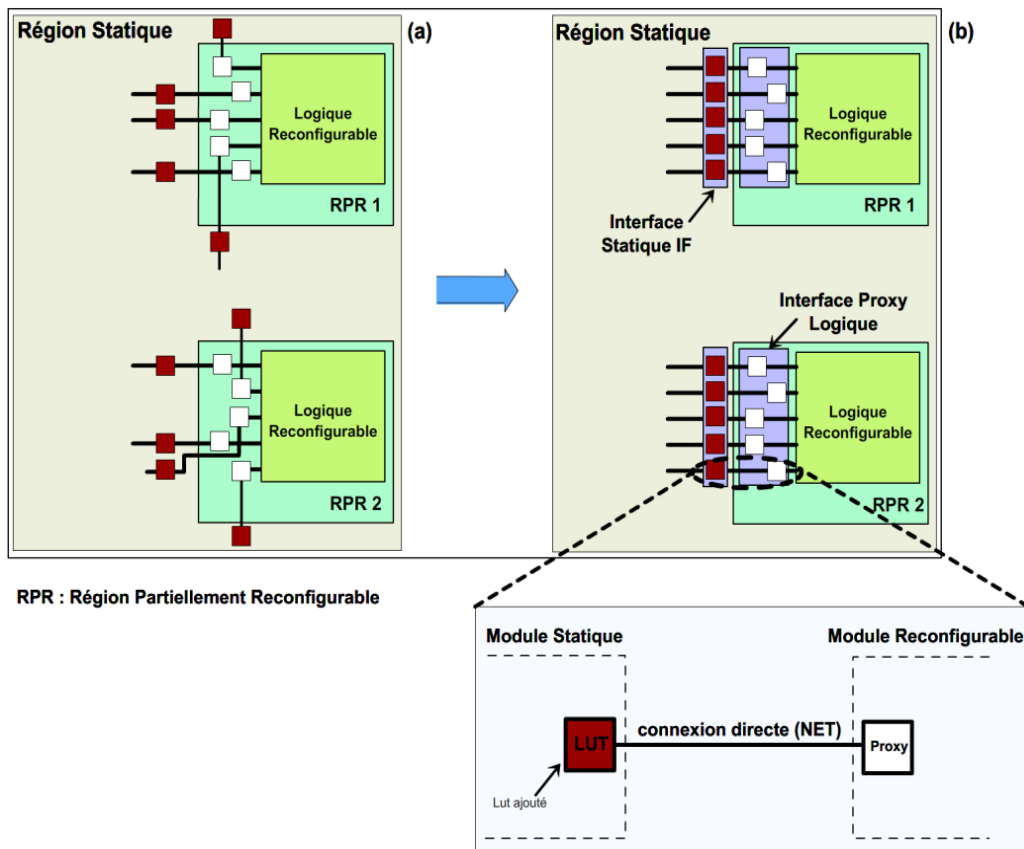 Région Statique
(a)
Logique
Reconfigurable
RPR 1
Logique
Reconfigurable
RPR 2
Région Statique
(b)
Logique
Reconfigurable
RPR 1
Interface
Statique IF
Interface Proxy
Logique
Logique
Reconfigurable
RPR 2
RPR : Région Partiellement Reconfigurable
Module Statique
Module Reconfigurable
LUT
connexion directe (NET)
Proxy
Lut ajouté